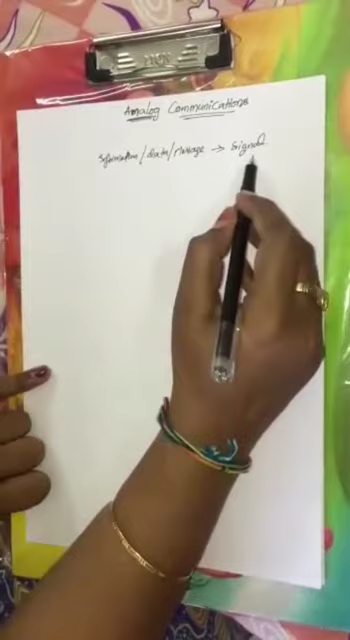 Analog Communications
Information / data / Message → Signal